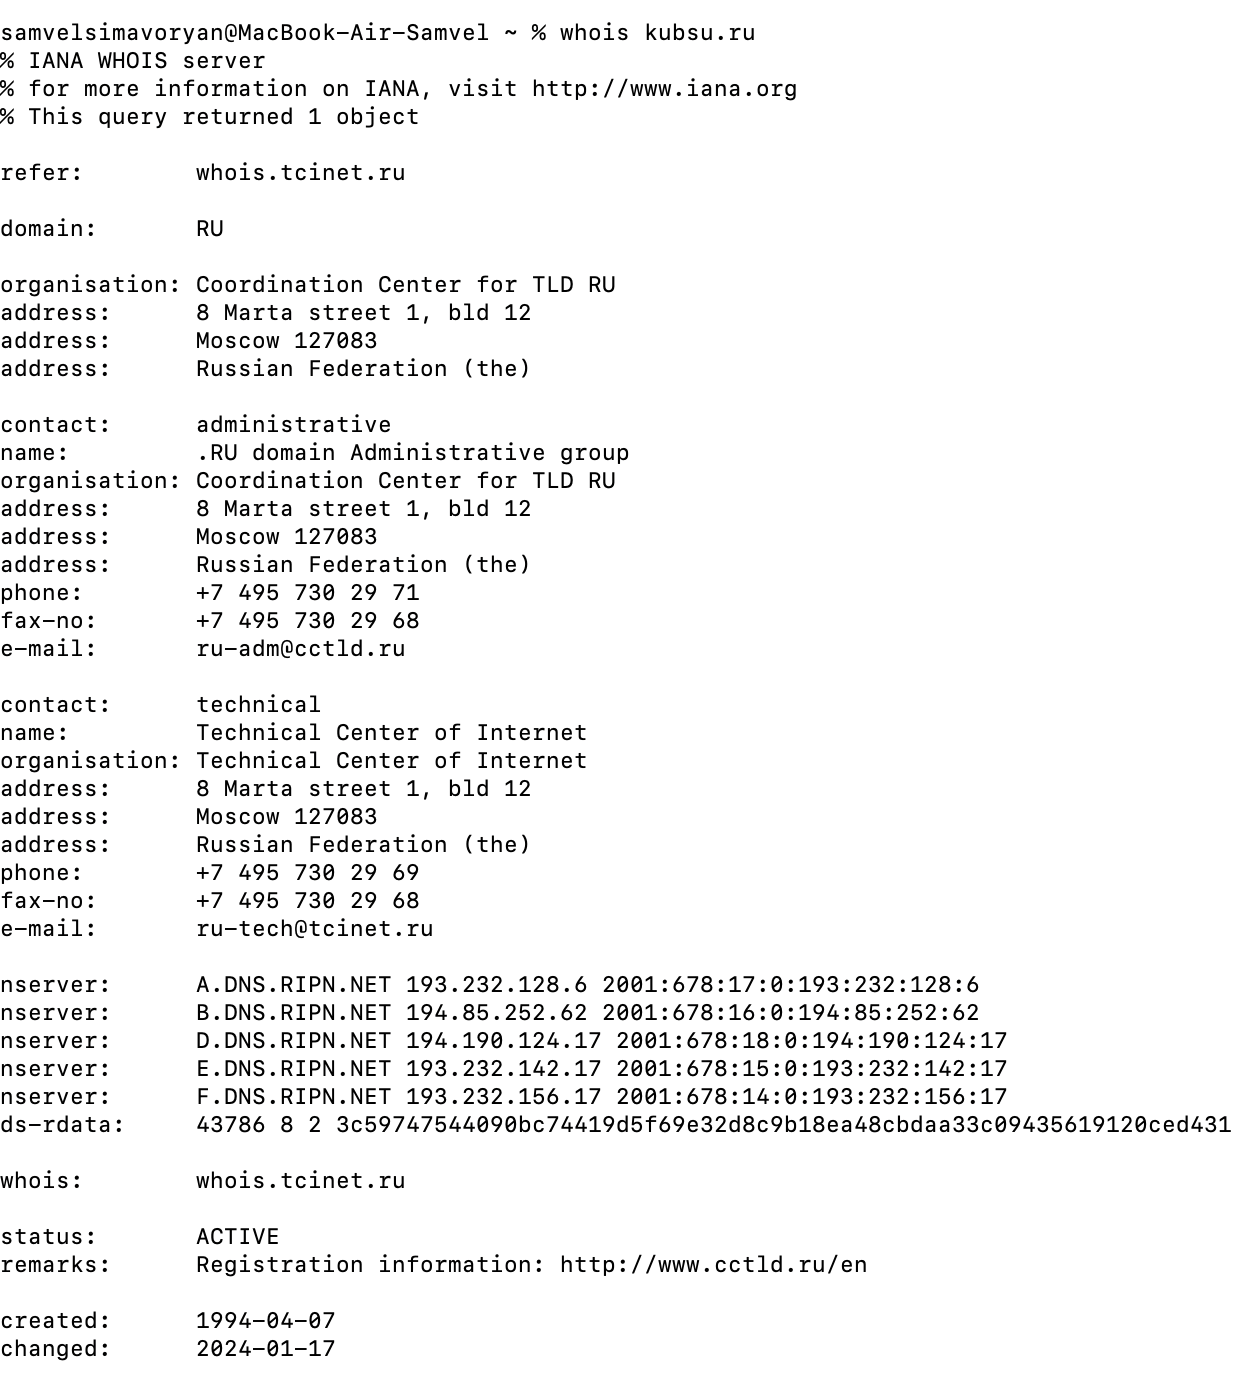 samvelsimavoryan@MacBook-Air-Samvel ~ % whois kubsu.ru
% IANA WHOIS server
% for more information on IANA, visit http://www.iana.org
% This query returned 1 object
refer:        whois.tcinet.ru
domain:       RU
organisation: Coordination Center for TLD RU
address:      8 Marta street 1, bld 12
address:      Moscow 127083
address:      Russian Federation (the)
contact:      administrative
name:         .RU domain Administrative group
organisation: Coordination Center for TLD RU
address:      8 Marta street 1, bld 12
address:      Moscow 127083
address:      Russian Federation (the)
phone:        +7 495 730 29 71
fax-no:       +7 495 730 29 68
e-mail:       ru-adm@cctld.ru
contact:      technical
name:         Technical Center of Internet
organisation: Technical Center of Internet
address:      8 Marta street 1, bld 12
address:      Moscow 127083
address:      Russian Federation (the)
phone:        +7 495 730 29 69
fax-no:       +7 495 730 29 68
e-mail:       ru-tech@tcinet.ru
nserver:      A.DNS.RIPN.NET 193.232.128.6 2001:678:17:0:193:232:128:6
nserver:      B.DNS.RIPN.NET 194.85.252.62 2001:678:16:0:194:85:252:62
nserver:      D.DNS.RIPN.NET 194.190.124.17 2001:678:18:0:194:190:124:17
nserver:      E.DNS.RIPN.NET 193.232.142.17 2001:678:15:0:193:232:142:17
nserver:      F.DNS.RIPN.NET 193.232.156.17 2001:678:14:0:193:232:156:17
ds-rdata:     43786 8 2 3c59747544090bc74419d5f69e32d8c9b18ea48cbdaa33c09435619120ced431
whois:        whois.tcinet.ru
status:       ACTIVE
remarks:      Registration information: http://www.cctld.ru/en
created:      1994-04-07
changed:      2024-01-17